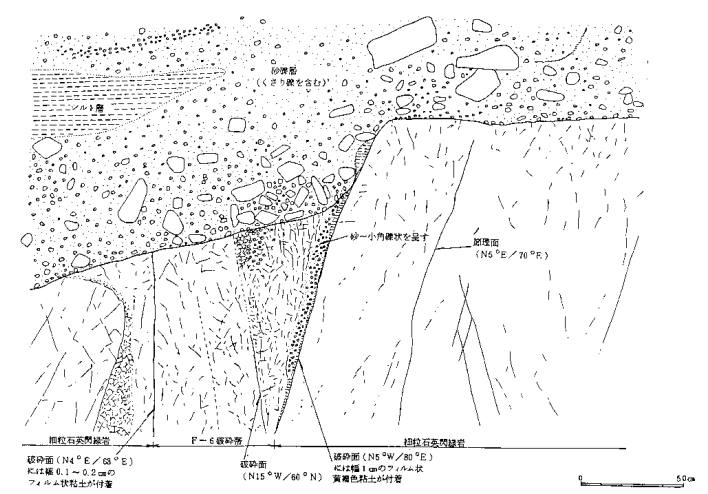 砂礫層
(くさり礫を含む)
シルト層
砂～小角礫状を呈す
節理面
(N5°E/70°E)
細粒石英閃緑岩
F-6破砕帯
細粒石英閃緑岩
破砕面(N4°E/63°E)
には幅0.1～0.2cmの
フィルム状粘土が付着
破砕面
(N15°W/60°N)
破砕面(N5°W/80°E)
には幅1cmのフィルム状
黄褐色粘土が付着
0 50cm